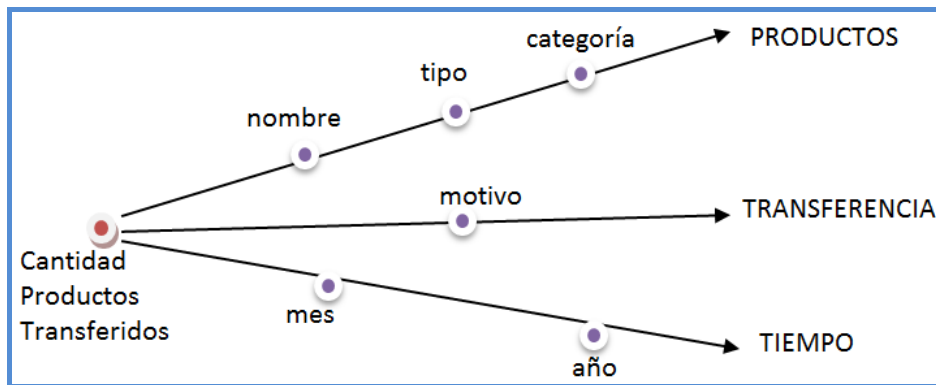 categoría
PRODUCTOS
tipo
nombre
motivo
TRANSFERENCIA
Cantidad
Productos
Transferidos
mes
TIEMPO
año